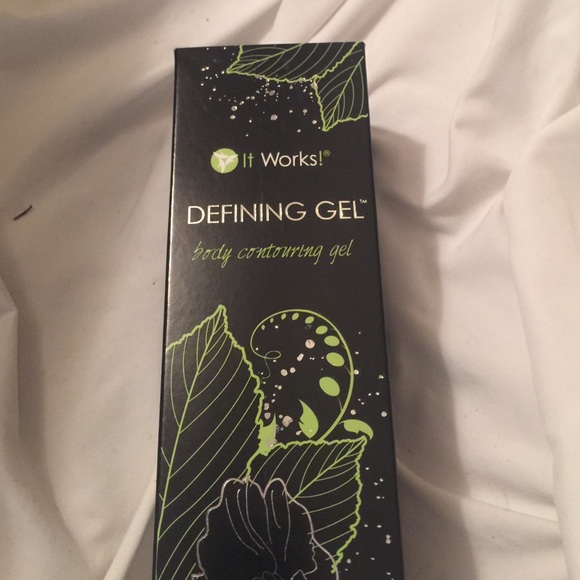 It Works!®
DEFINING GEL™
body contouring gel